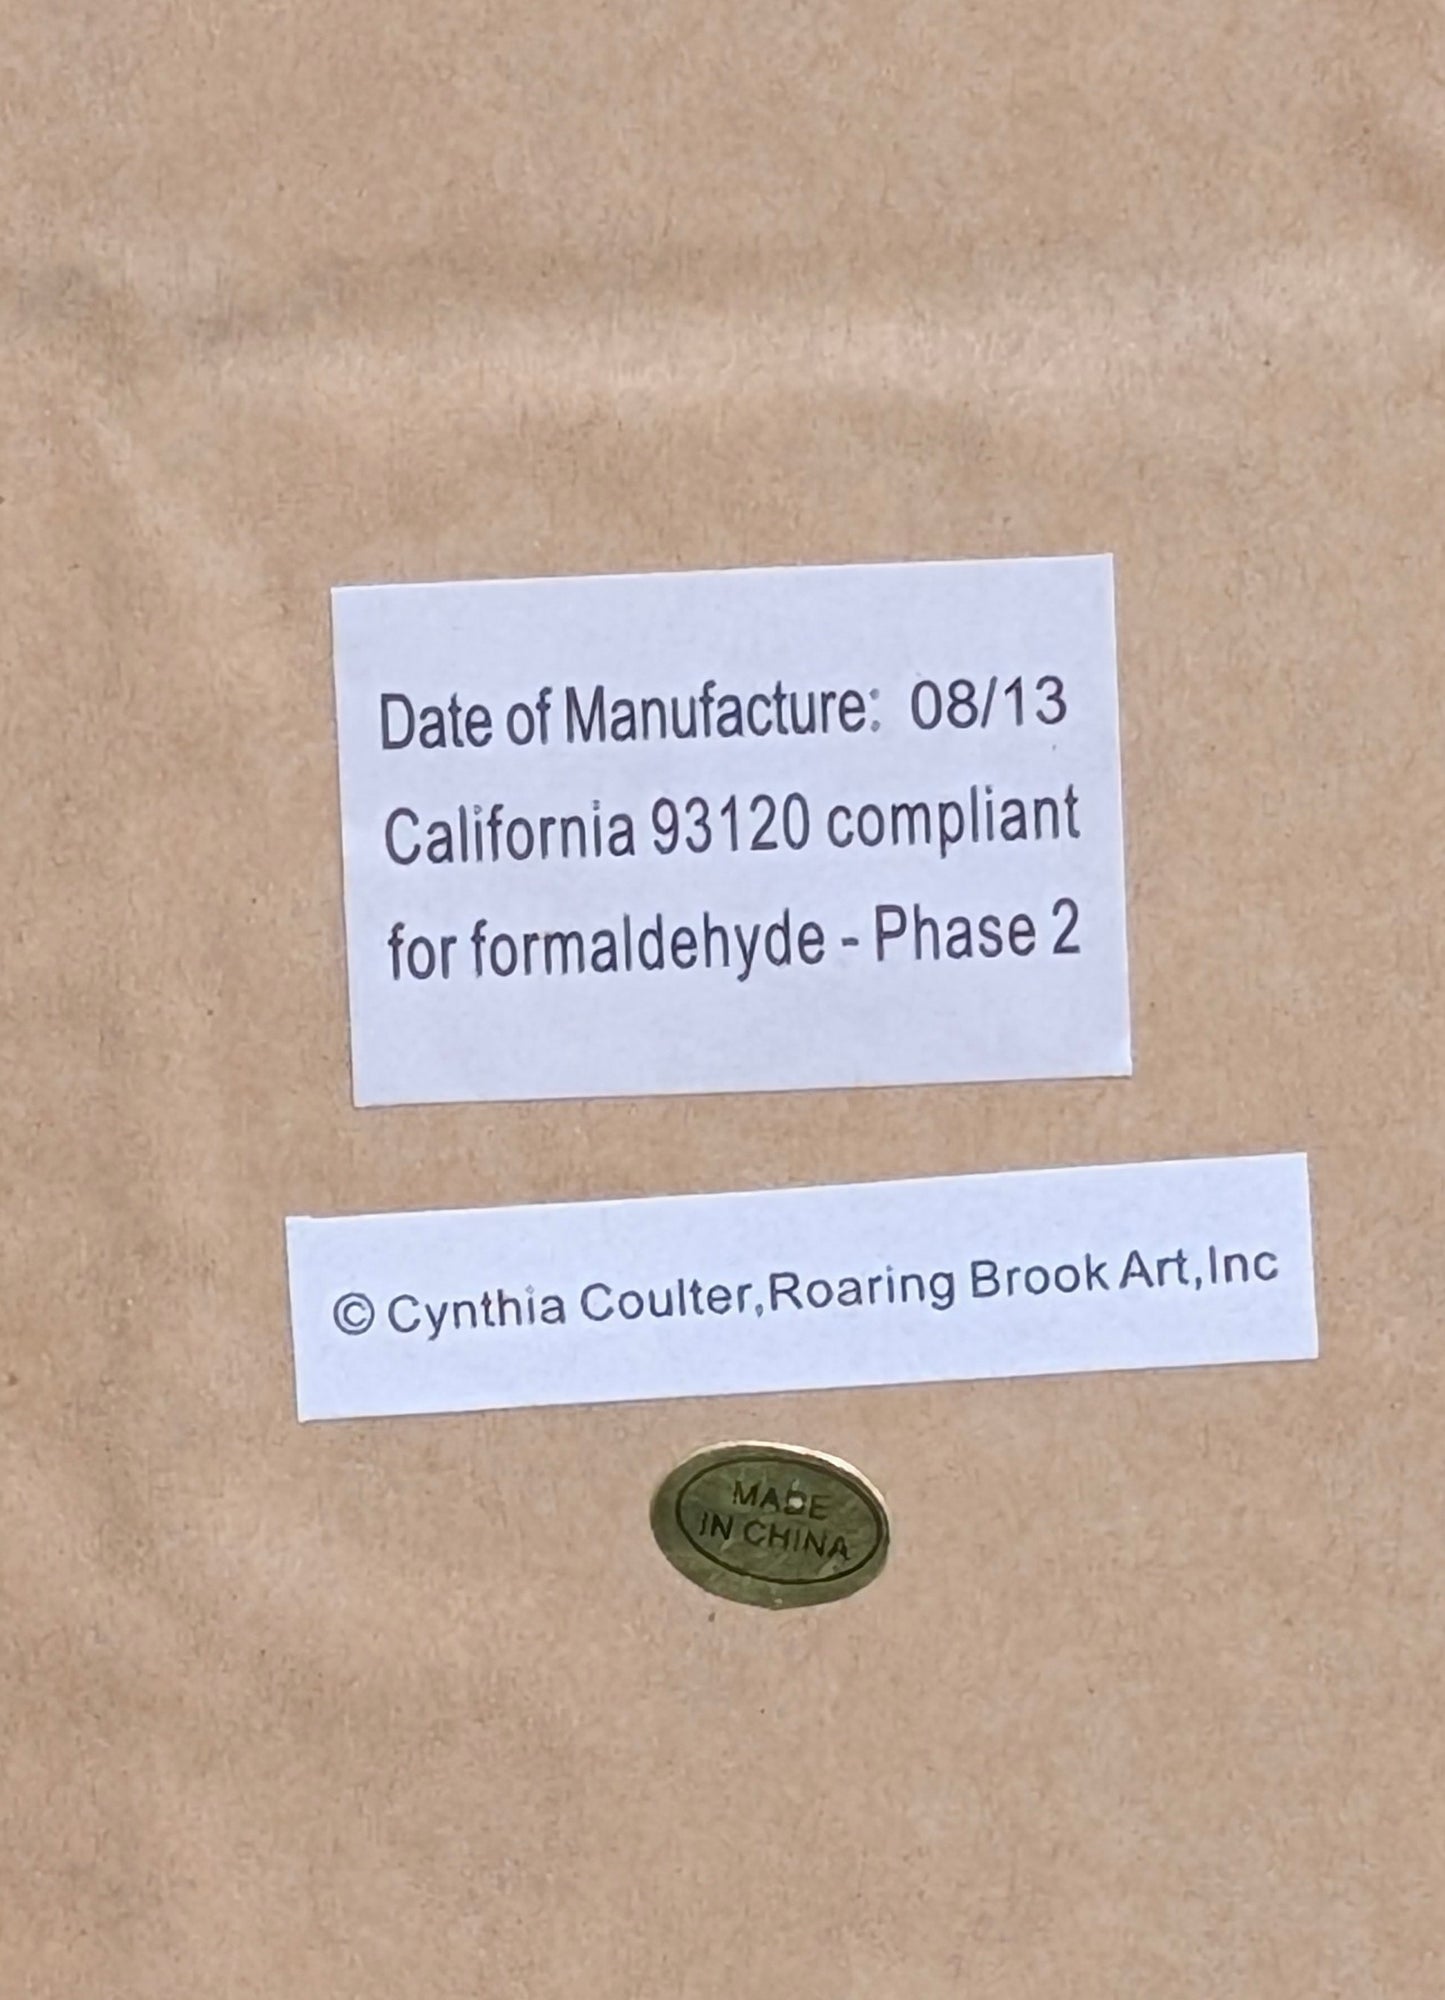 Date of Manufacture: 08/13
California 93120 compliant
for formaldehyde - Phase 2
© Cynthia Coulter,Roaring Brook Art,Inc
MADE
IN CHINA